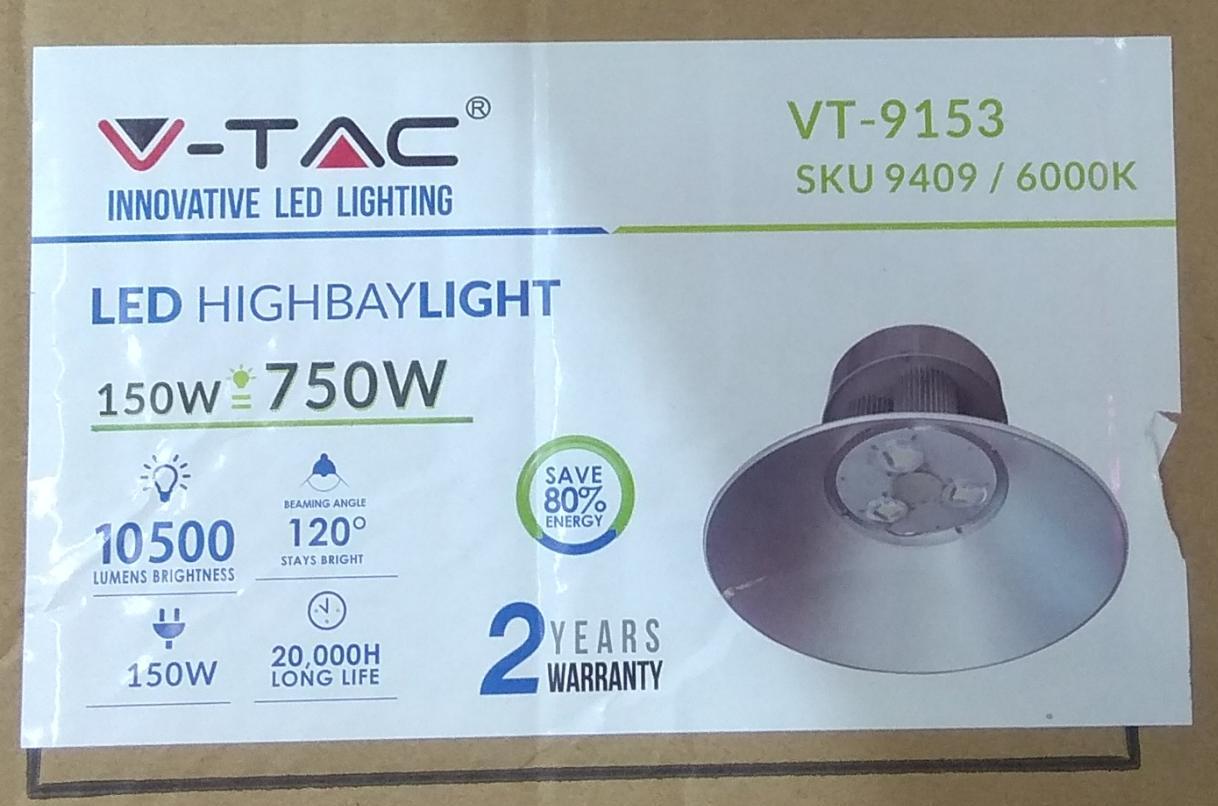 V-TAC®
INNOVATIVE LED LIGHTING
VT-9153
SKU 9409 / 6000K
LED HIGHBAYLIGHT
150W = 750W
10500
LUMENS BRIGHTNESS
BEAMING ANGLE
120°
STAYS BRIGHT
150W
20,000H
LONG LIFE
SAVE
80%
ENERGY
2 YEARS
WARRANTY